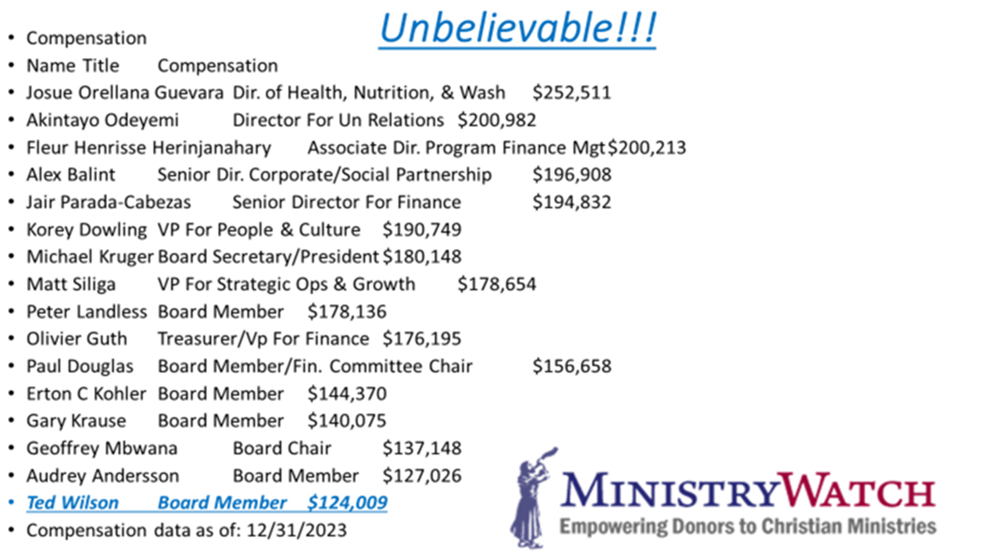 Unbelievable!!!
• Compensation
• Name Title Compensation
• Josue Orellana Guevara Dir. of Health, Nutrition, & Wash $252,511
• Akintayo Odeyemi Director For Un Relations $200,982
• Fleur Henrisse Herinjanahary Associate Dir. Program Finance Mgt $200,213
• Alex Balint Senior Dir. Corporate/Social Partnership $196,908
• Jair Parada-Cabezas Senior Director For Finance $194,832
• Korey Dowling VP For People & Culture $190,749
• Michael Kruger Board Secretary/President $180,148
• Matt Siliga VP For Strategic Ops & Growth $178,654
• Peter Landless Board Member $178,136
• Olivier Guth Treasurer/Vp For Finance $176,195
• Paul Douglas Board Member/Fin. Committee Chair $156,658
• Erton C Kohler Board Member $144,370
• Gary Krause Board Member $140,075
• Geoffrey Mbwana Board Chair $137,148
• Audrey Andersson Board Member $127,026
• Ted Wilson Board Member $124,009
• Compensation data as of: 12/31/2023
MINISTRYWATCH
Empowering Donors to Christian Ministries